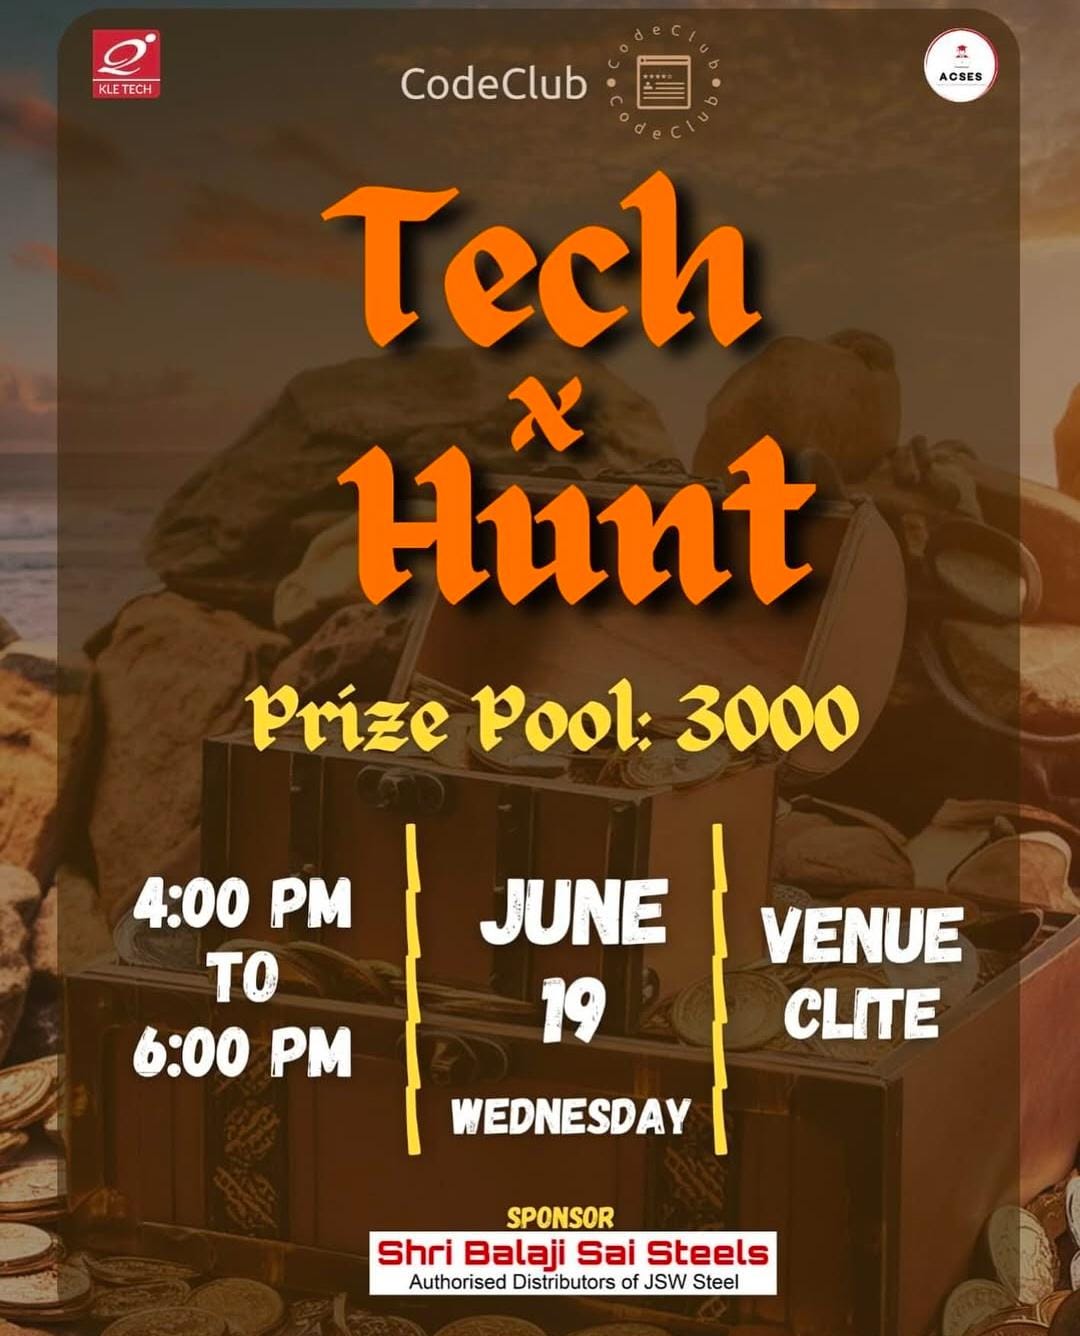 KLE TECH
CodeClub
CodeClub
CodeClub
ACSES
Tech
x
Hunt
Prize Pool: 3000
4:00 PM
TO
6:00 PM
JUNE
19
WEDNESDAY
VENUE
CLITE
SPONSOR
Shri Balaji Sai Steels
Authorised Distributors of JSW Steel